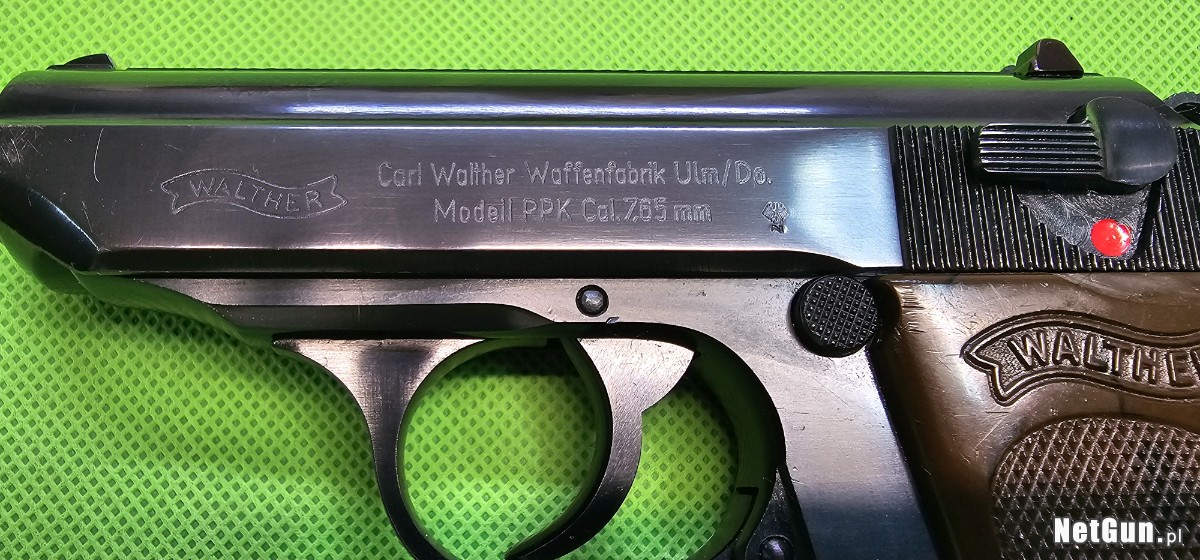 WALTHER
Carl Walther Waffenfabrik Ulm/Do.
Modell PPK Cal. 7,65 mm
N
WALTHER
NetGun.pl